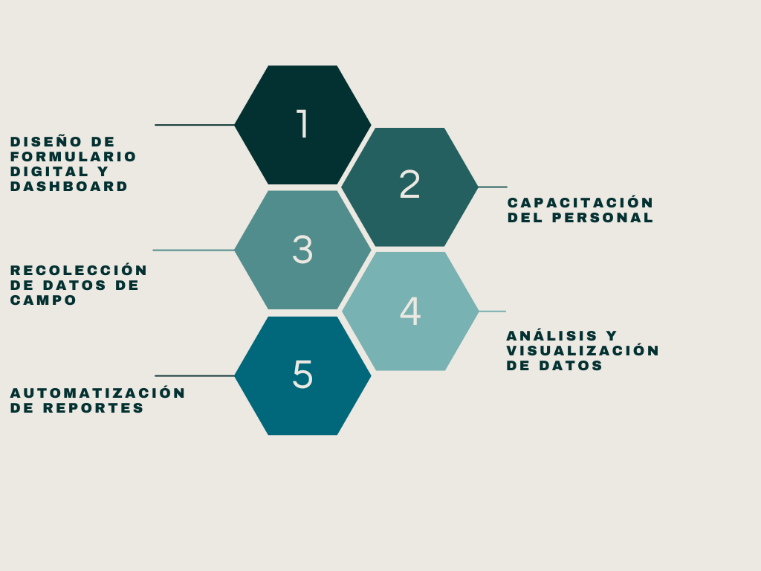 1
DISEÑO DE
FORMULARIO
DIGITAL Y
DASHBOARD
2
CAPACITACIÓN
DEL PERSONAL
3
RECOLECCIÓN
DE DATOS DE
CAMPO
4
ANÁLISIS Y
VISUALIZACIÓN
DE DATOS
5
AUTOMATIZACIÓN
DE REPORTES